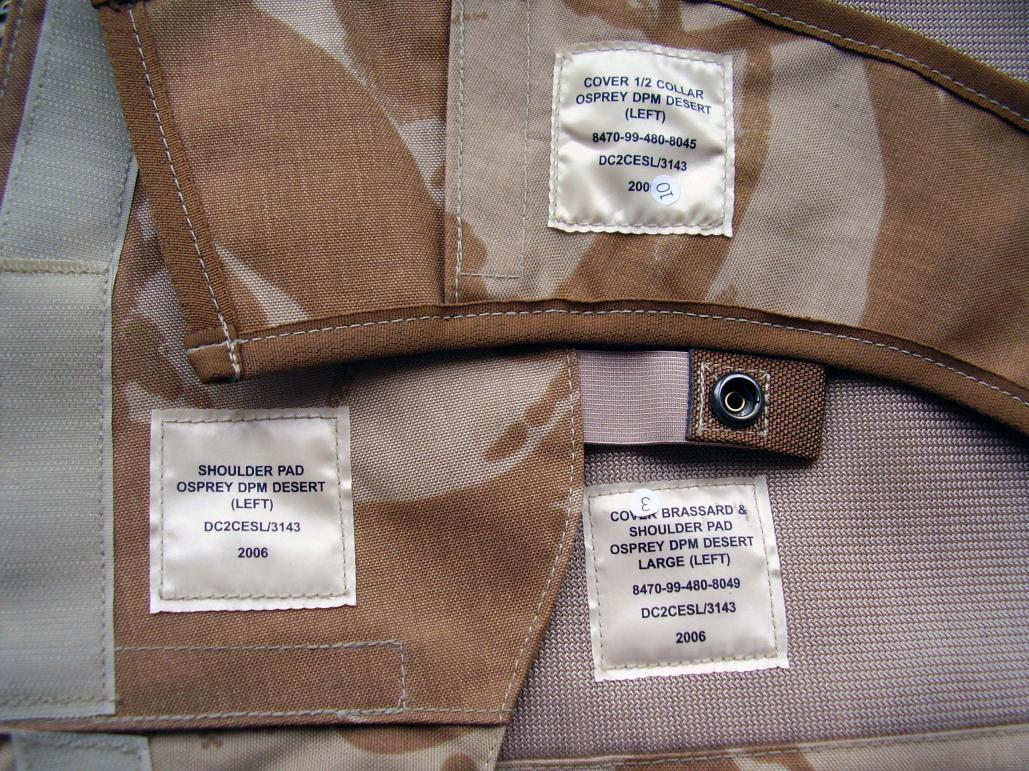 COVER 1/2 COLLAR
OSPREY DPM DESERT
(LEFT)
8470-99-480-8045
DC2CESL/3143
200
10
SHOULDER PAD
OSPREY DPM DESERT
(LEFT)
DC2CESL/3143
2006
3
COVER BRASSARD &
SHOULDER PAD
OSPREY DPM DESERT
LARGE (LEFT)
8470-99-480-8049
DC2CESL/3143
2006